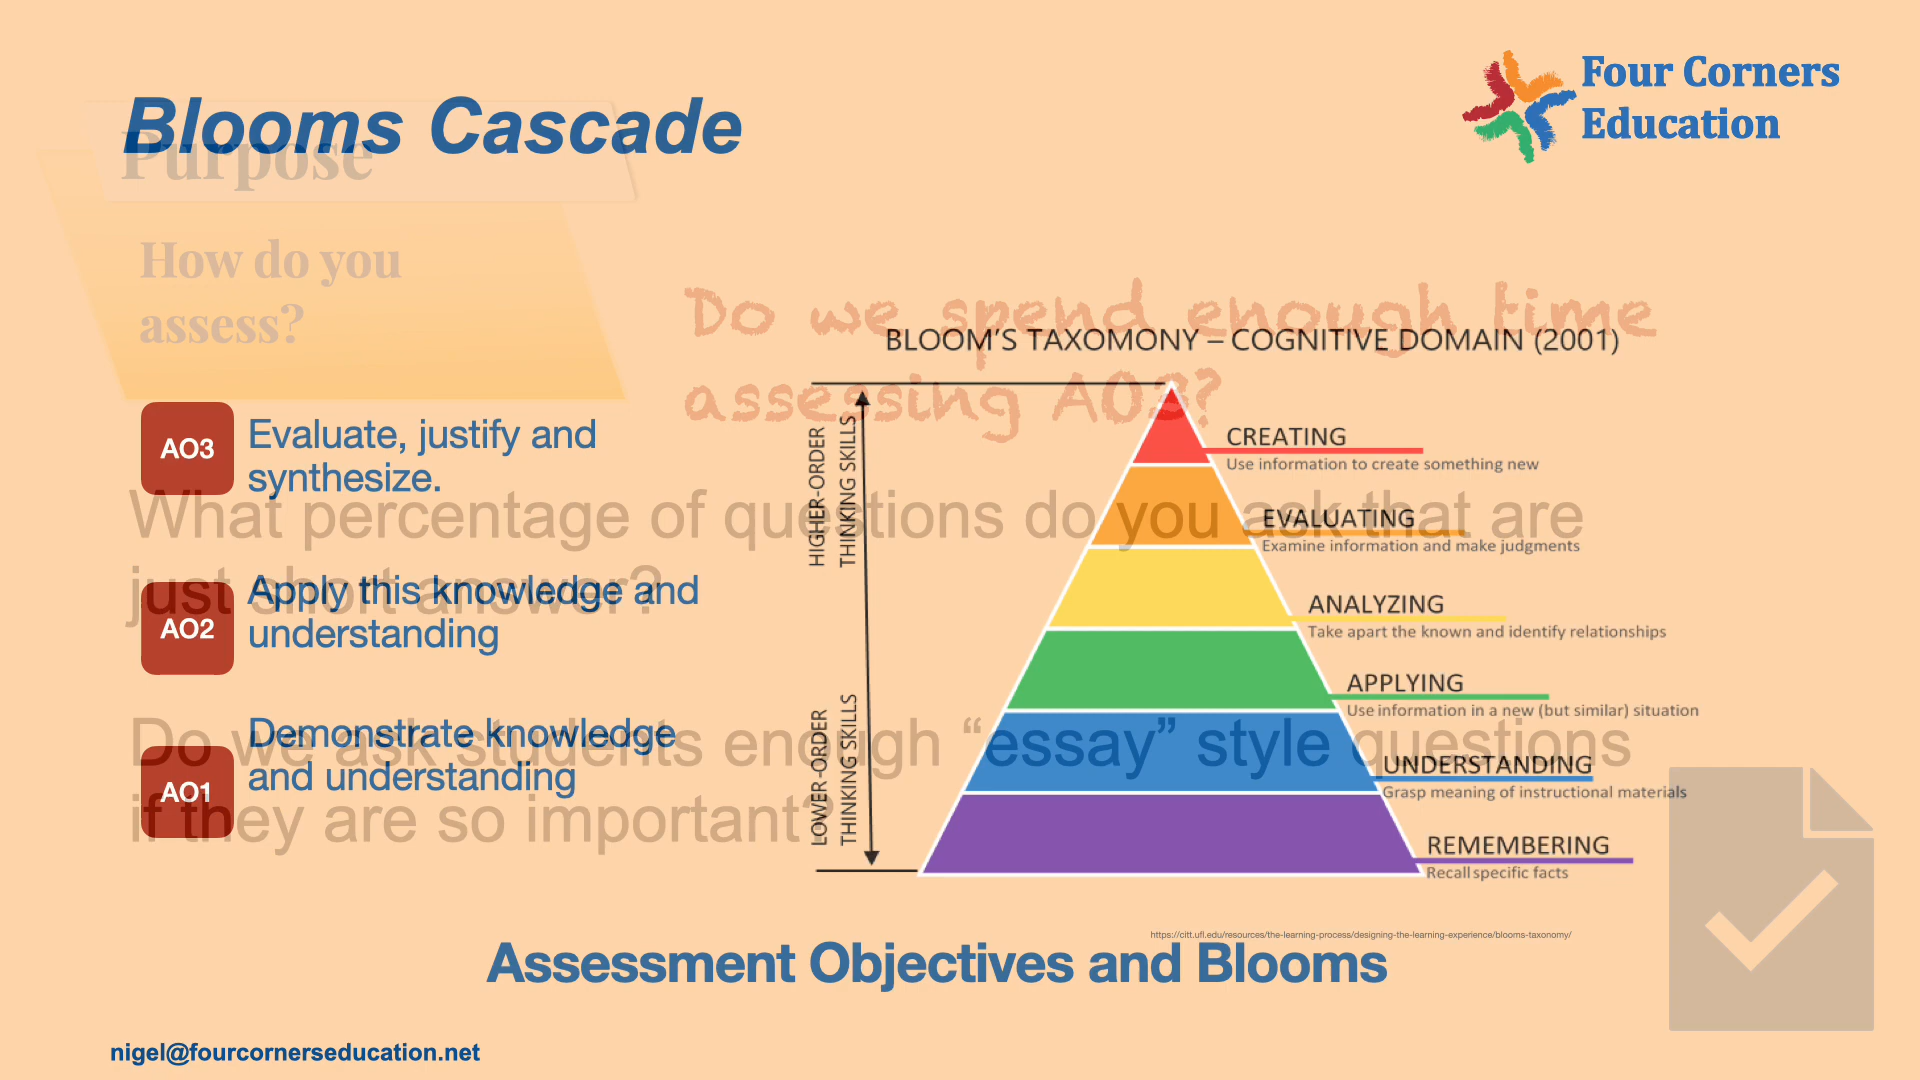 Four Corners
Education
Blooms Cascade
Purpose
How do you
assess?
Do we spend enough time
assessing AO3?
AO3
Evaluate, justify and
synthesize.
What percentage of questions do you ask that are
just short answer?
AO2
Apply this knowledge and
understanding
Do we ask students enough “essay” style questions
if they are so important?
AO1
Demonstrate knowledge
and understanding
BLOOM’S TAXOMONY – COGNITIVE DOMAIN (2001)
HIGHER-ORDER
THINKING SKILLS
LOWER-ORDER
THINKING SKILLS
CREATING
Use information to create something new
EVALUATING
Examine information and make judgments
ANALYZING
Take apart the known and identify relationships
APPLYING
Use information in a new (but similar) situation
UNDERSTANDING
Grasp meaning of instructional materials
REMEMBERING
Recall specific facts
https://citt.ufl.edu/resources/the-learning-process/designing-the-learning-experience/blooms-taxonomy/
Assessment Objectives and Blooms
nigel@fourcornerseducation.net